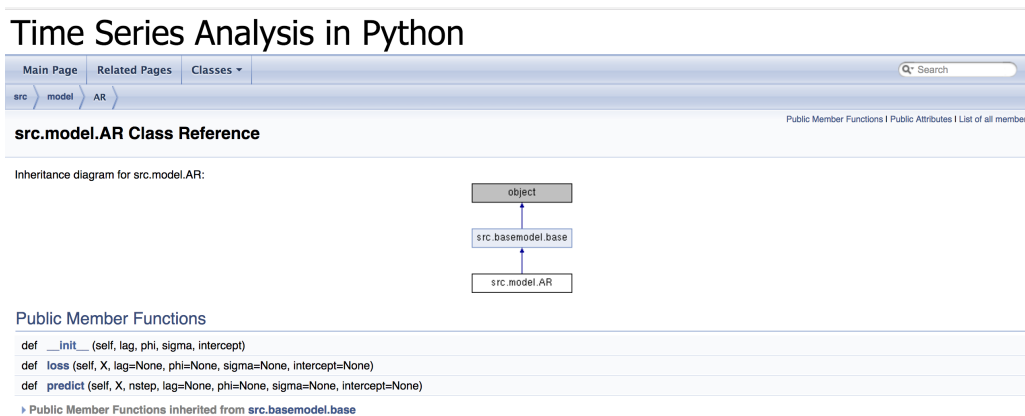 Time Series Analysis in Python
Main Page Related Pages Classes
Search
src model AR
Public Member Functions | Public Attributes | List of all member
src.model.AR Class Reference
Inheritance diagram for src.model.AR:
object
src.basemodel.base
src.model.AR
Public Member Functions
def __init__ (self, lag, phi, sigma, intercept)
def loss (self, X, lag=None, phi=None, sigma=None, intercept=None)
def predict (self, X, nstep, lag=None, phi=None, sigma=None, intercept=None)
Public Member Functions inherited from src.basemodel.base